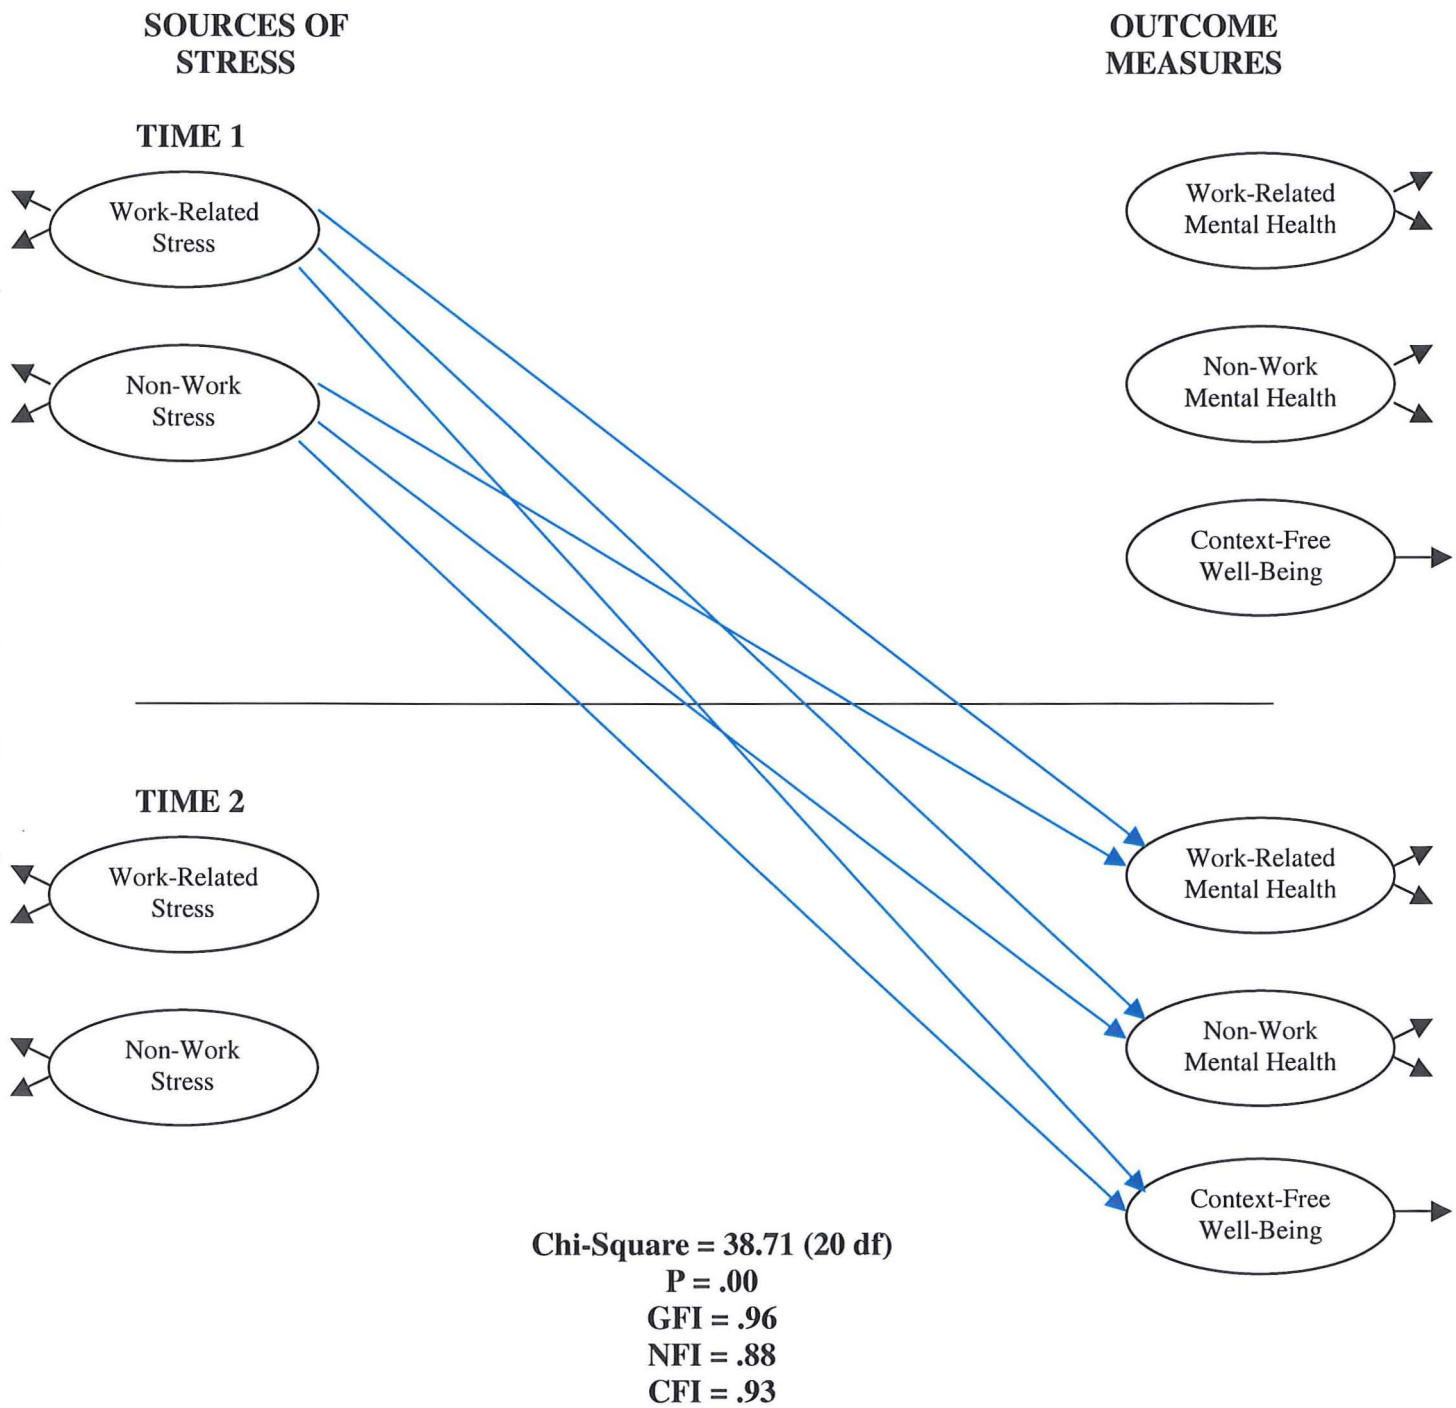 SOURCES OF
STRESS
OUTCOME
MEASURES
TIME 1
Work-Related
Stress
Non-Work
Stress
Work-Related
Mental Health
Non-Work
Mental Health
Context-Free
Well-Being
TIME 2
Work-Related
Stress
Non-Work
Stress
Work-Related
Mental Health
Non-Work
Mental Health
Context-Free
Well-Being
Chi-Square = 38.71 (20 df)
P = .00
GFI = .96
NFI = .88
CFI = .93